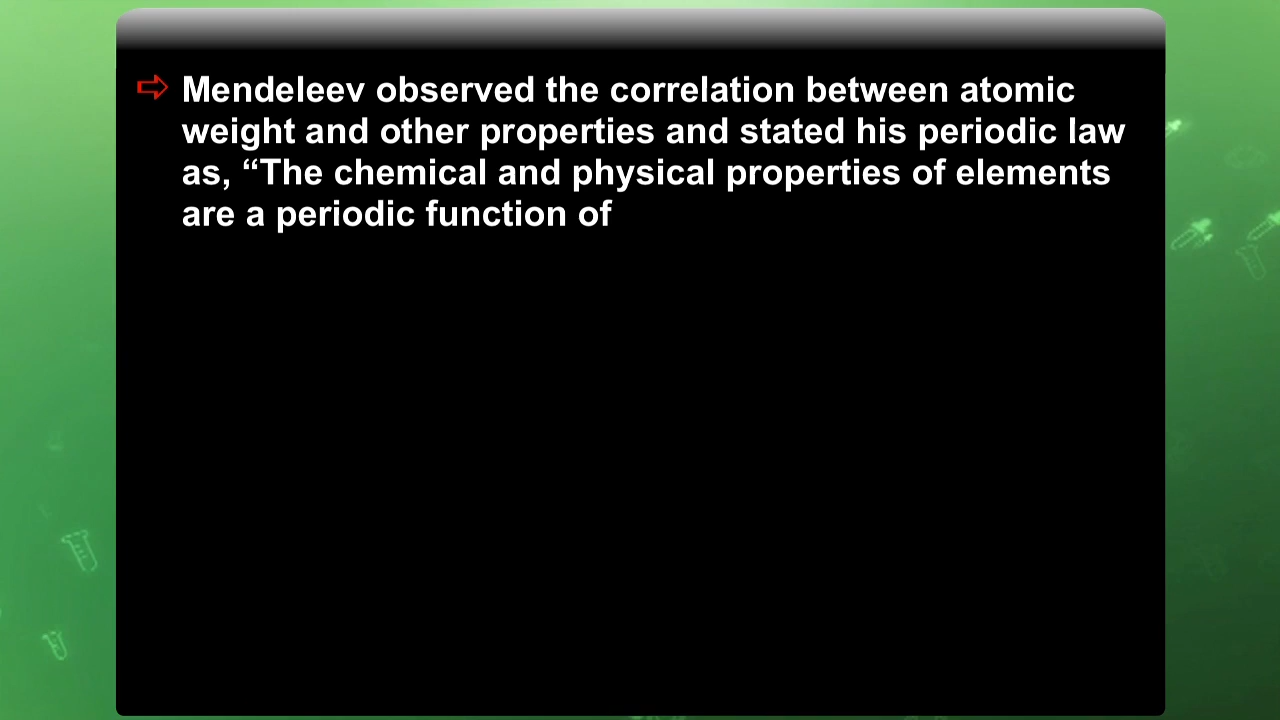 Mendeleev observed the correlation between atomic
weight and other properties and stated his periodic law
as, “The chemical and physical properties of elements
are a periodic function of